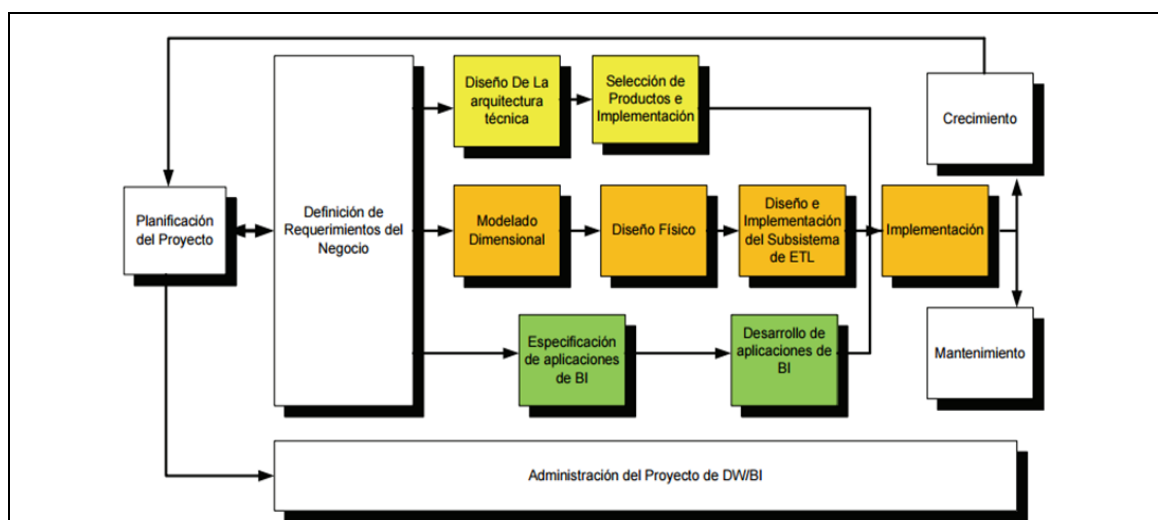 Planificación
del Proyecto
Definición de
Requerimientos del
Negocio
Diseño De La
arquitectura
técnica
Selección de
Productos e
Implementación
Modelado
Dimensional
Diseño Físico
Diseño e
Implementación
del Subsistema
de ETL
Implementación
Especificación
de aplicaciones
de BI
Desarrollo de
aplicaciones de
BI
Crecimiento
Mantenimiento
Administración del Proyecto de DW/BI